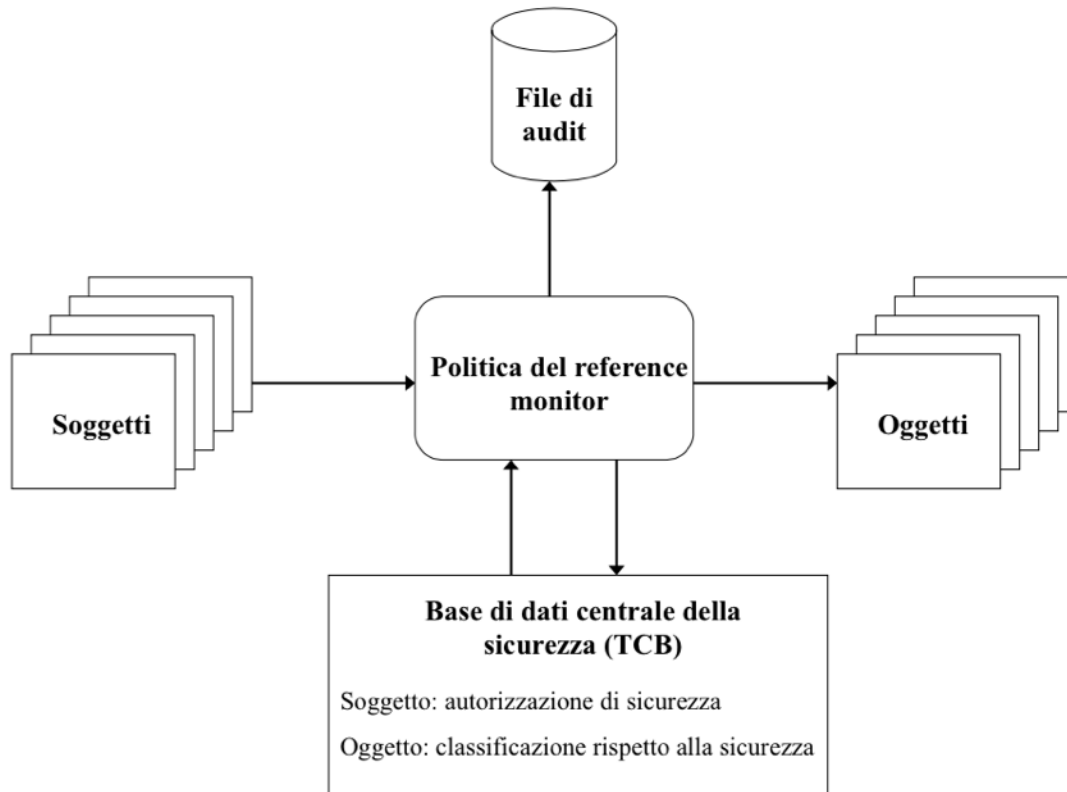 File di
audit
Politica del reference
monitor
Soggetti
Oggetti
Base di dati centrale della
sicurezza (TCB)
Soggetto: autorizzazione di sicurezza
Oggetto: classificazione rispetto alla sicurezza